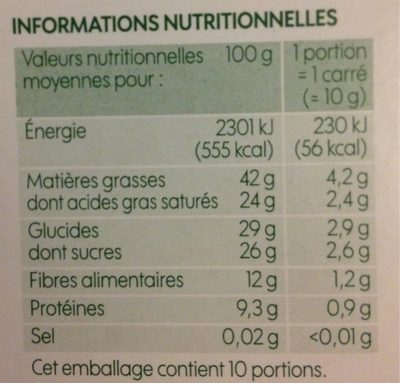 INFORMATIONS NUTRITIONNELLES
Valeurs nutritionnelles 100 g 1 portion
moyennes pour : = 1 carré
(= 10 g)
Énergie 2301 kJ 230 kJ
(555 kcal) (56 kcal)
Matières grasses 42 g 4,2 g
dont acides gras saturés 24 g 2,4 g
Glucides 29 g 2,9 g
dont sucres 26 g 2,6 g
Fibres alimentaires 12 g 1,2 g
Protéines 9,3 g 0,9 g
Sel 0,02 g <0,01 g
Cet emballage contient 10 portions.